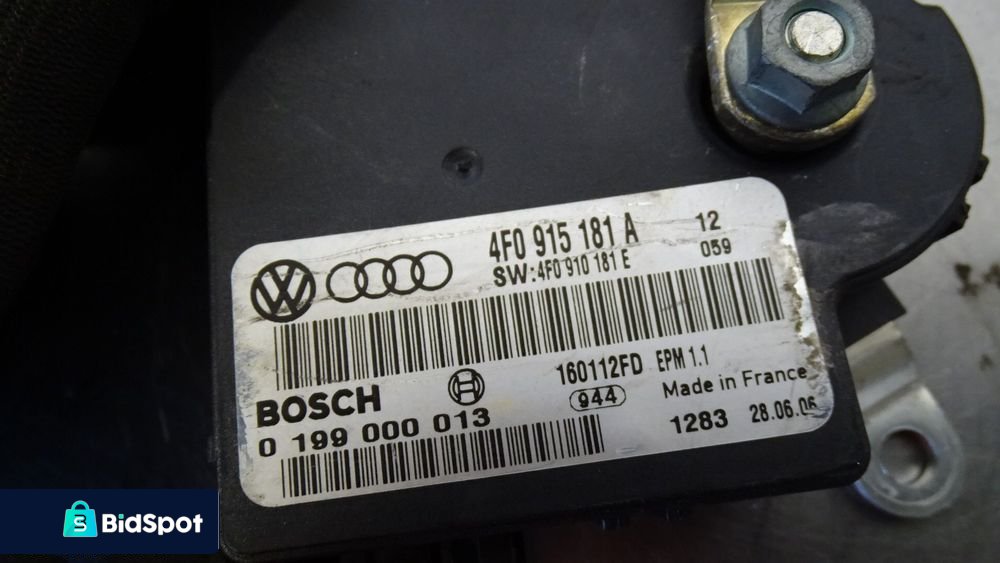 4F0 915 181 A 12
SW:4F0 910 181 E 059
160112FD EPM 1.1
BOSCH 944 Made in France
0 199 000 013 1283 28.06.06
BidSpot